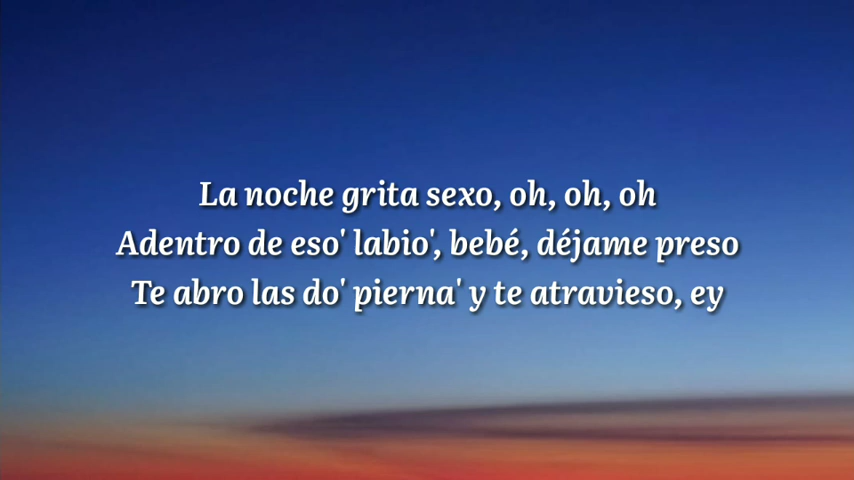 La noche grita sexo, oh, oh, oh
Adentro de eso' labio', bebé, déjame preso
Te abro las do' pierna' y te atravieso, ey